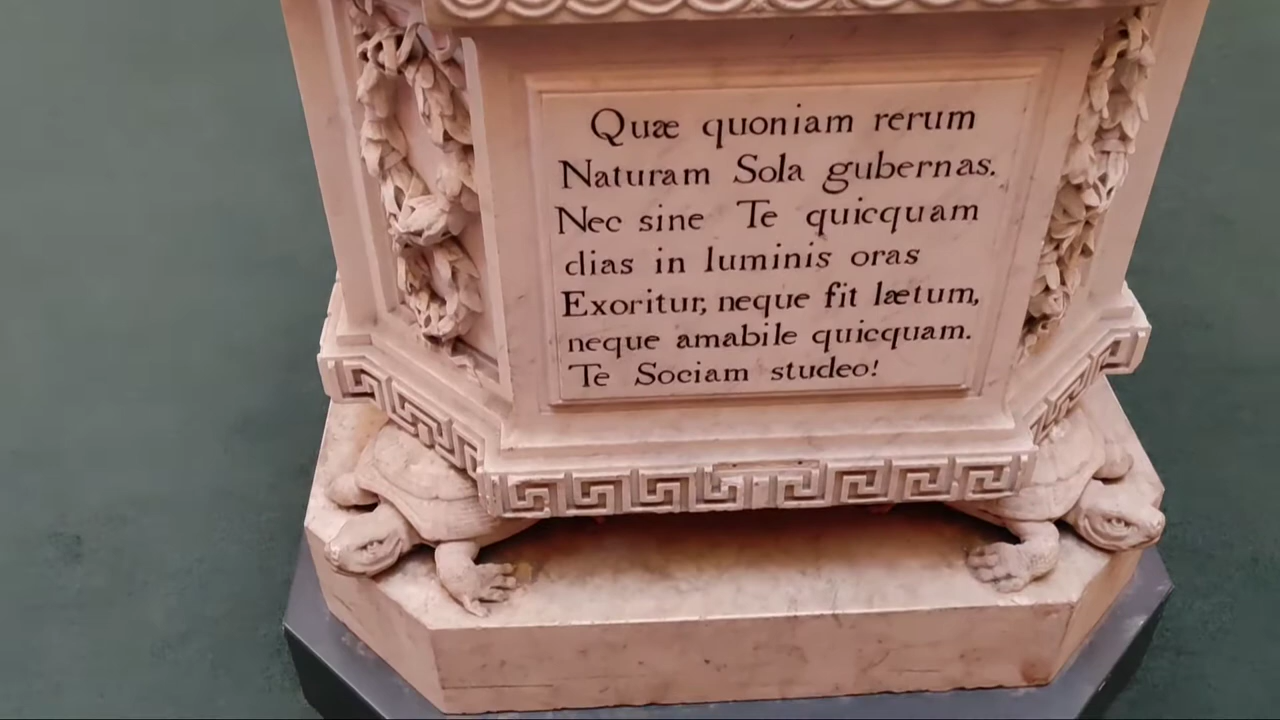 Quæ quoniam rerum
Naturam Sola gubernas.
Nec sine Te quicquam
dias in luminis oras
Exoritur, neque fit lætum,
neque amabile quicquam.
Te Sociam studeo!